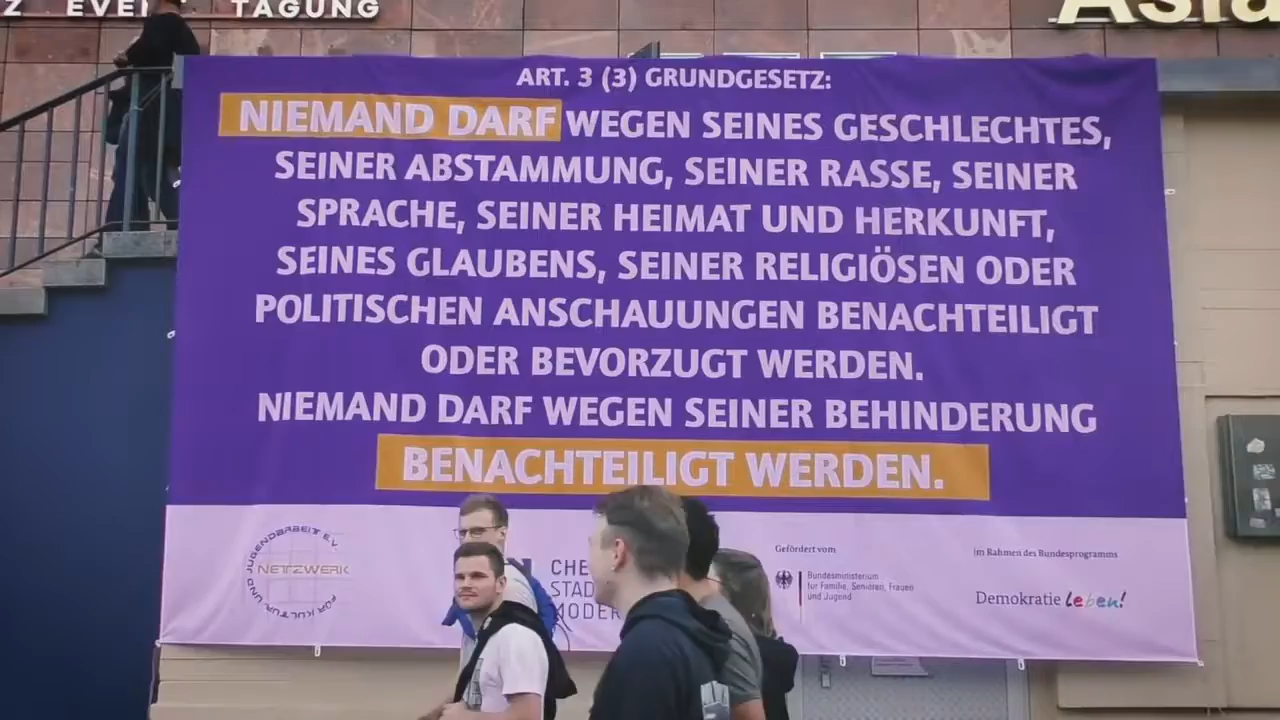 Z EVENT TAGUNG
Asia
ART. 3 (3) GRUNDGESETZ:
NIEMAND DARF WEGEN SEINES GESCHLECHTES,
SEINER ABSTAMMUNG, SEINER RASSE, SEINER
SPRACHE, SEINER HEIMAT UND HERKUNFT,
SEINES GLAUBENS, SEINER RELIGIÖSEN ODER
POLITISCHEN ANSCHAUUNGEN BENACHTEILIGT
ODER BEVORZUGT WERDEN.
NIEMAND DARF WEGEN SEINER BEHINDERUNG
BENACHTEILIGT WERDEN.
NETZWERK
FÜR KULTUR UND JUGENDARBEIT E.V.
CHE
STAD
MODER
Gefördert vom
Bundesministerium
für Familie, Senioren, Frauen
und Jugend
im Rahmen des Bundesprogramms
Demokratie leben!